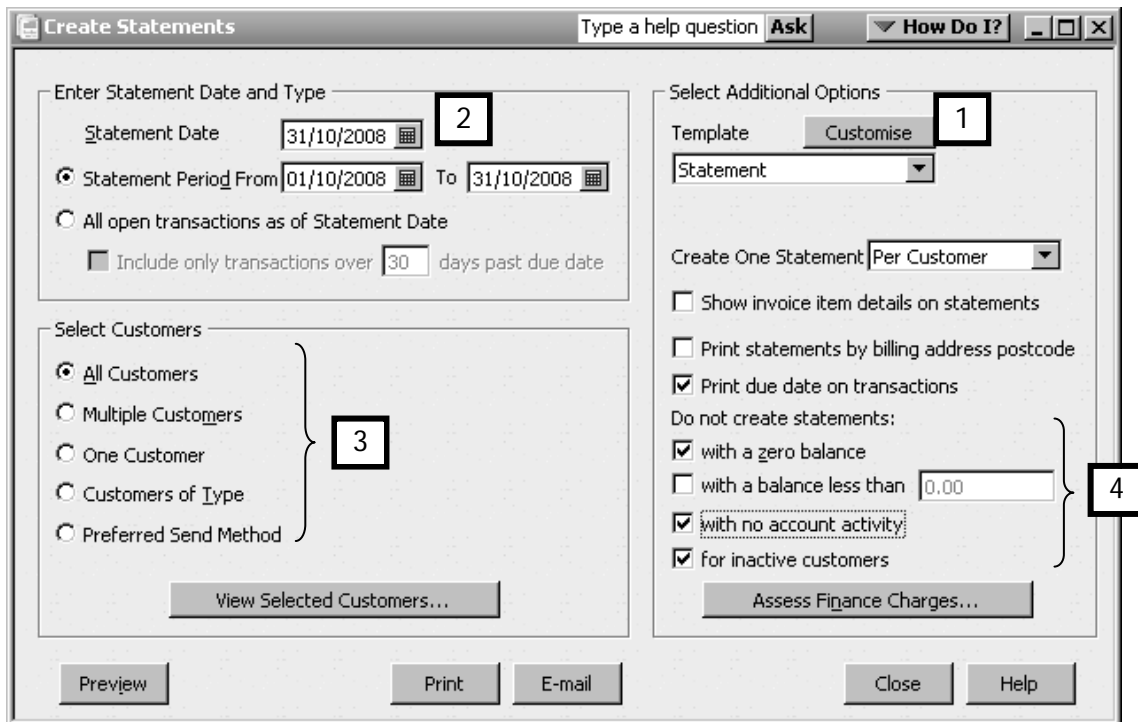 Create Statements
Type a help question Ask
How Do I?
Enter Statement Date and Type
2
Statement Date 31/10/2008
Statement Period From 01/10/2008 To 31/10/2008
All open transactions as of Statement Date
Include only transactions over 30 days past due date
Select Customers
All Customers
Multiple Customers
One Customer
Customers of Type
Preferred Send Method
3
View Selected Customers...
Select Additional Options
1
Template Customise
Statement
Create One Statement Per Customer
Show invoice item details on statements
Print statements by billing address postcode
Print due date on transactions
Do not create statements:
with a zero balance
with a balance less than 0.00
with no account activity
for inactive customers
4
Assess Finance Charges...
Preview Print E-mail Close Help